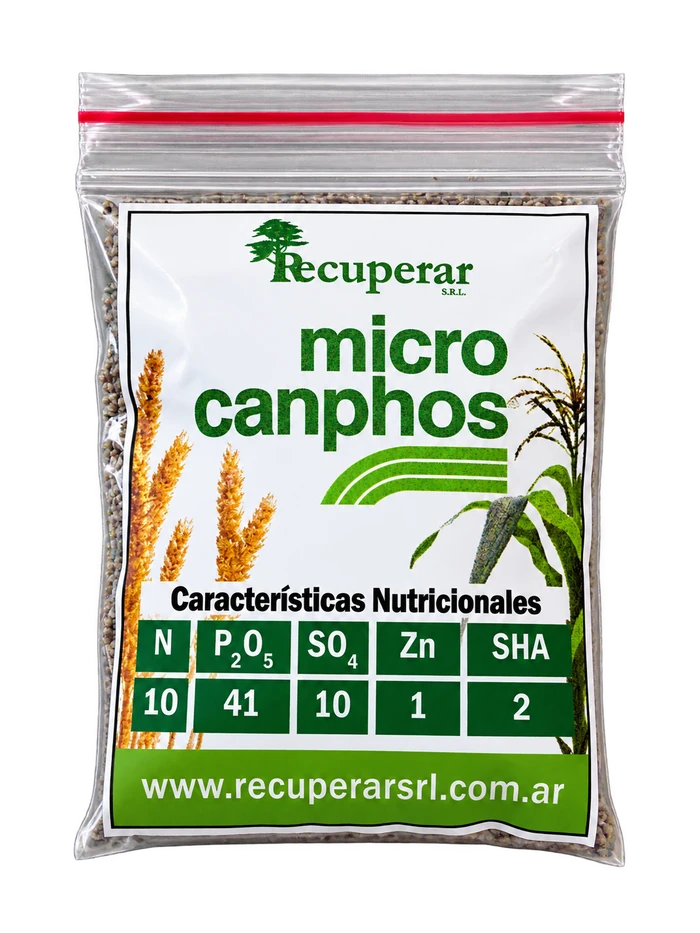 Recuperar
S.R.L.
micro
canphos
Características Nutricionales
N P₂O₅ SO₄ Zn SHA
10 41 10 1 2
www.recuperarsrl.com.ar